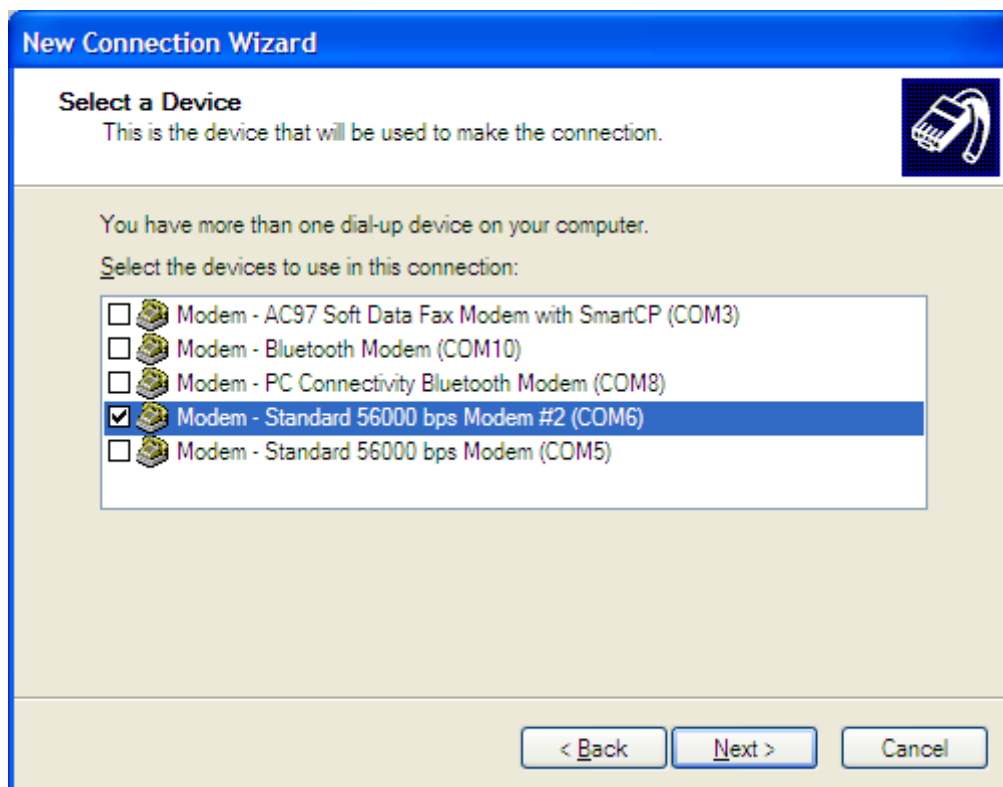 New Connection Wizard
Select a Device
This is the device that will be used to make the connection.
You have more than one dial-up device on your computer.
Select the devices to use in this connection:
Modem - AC97 Soft Data Fax Modem with SmartCP (COM3)
Modem - Bluetooth Modem (COM10)
Modem - PC Connectivity Bluetooth Modem (COM8)
Modem - Standard 56000 bps Modem #2 (COM6)
Modem - Standard 56000 bps Modem (COM5)
< Back Next > Cancel